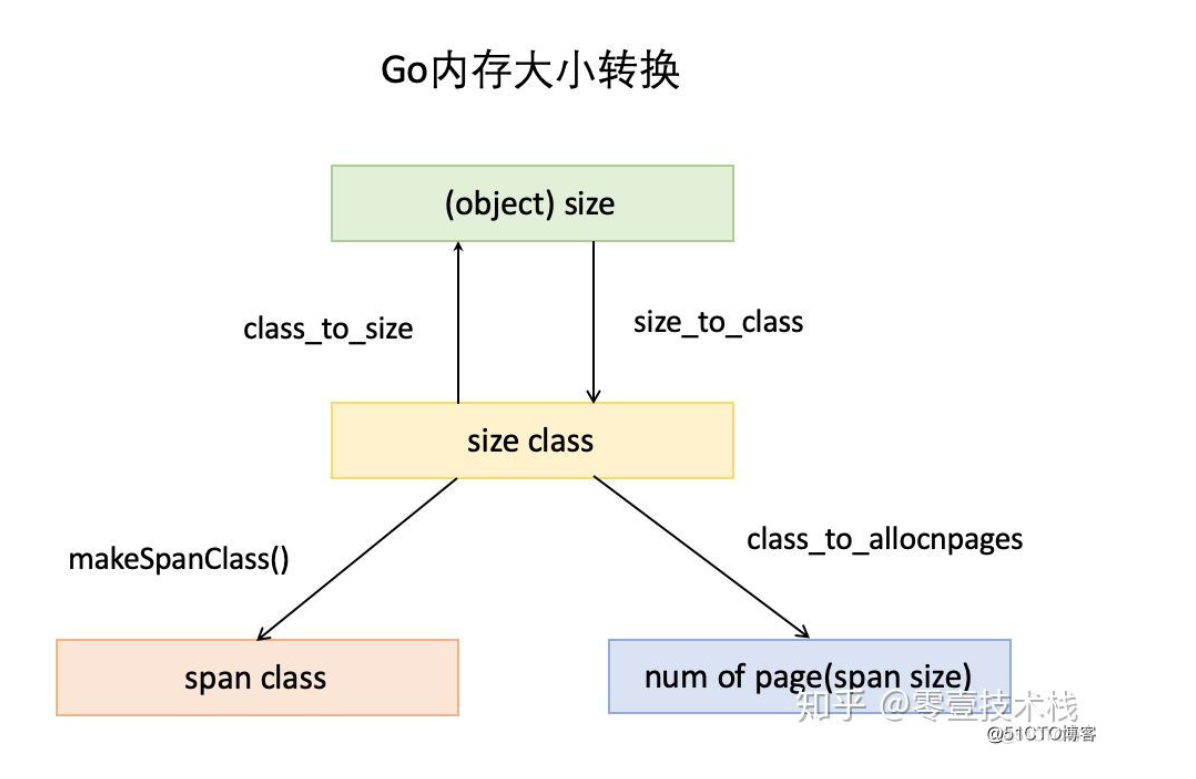 Go内存大小转换
(object) size
class_to_size
size_to_class
size class
makeSpanClass()
class_to_allocnpages
span class
num of page(span size)
知乎 @零壹技术栈
@51CTO博客